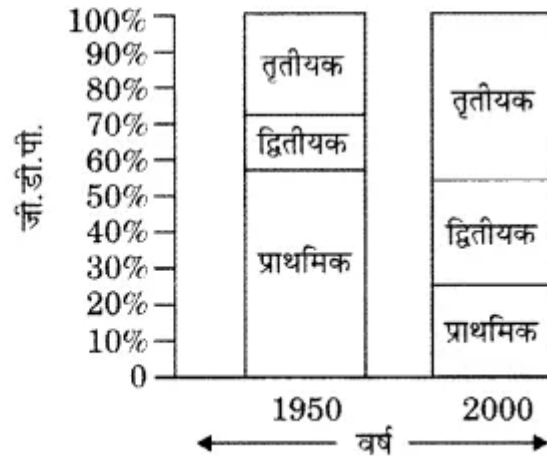 जी.डी.पी.
100%
90%
80%
70%
60%
50%
40%
30%
20%
10%
0
तृतीयक
द्वितीयक
प्राथमिक
तृतीयक
द्वितीयक
प्राथमिक
1950 2000
वर्ष